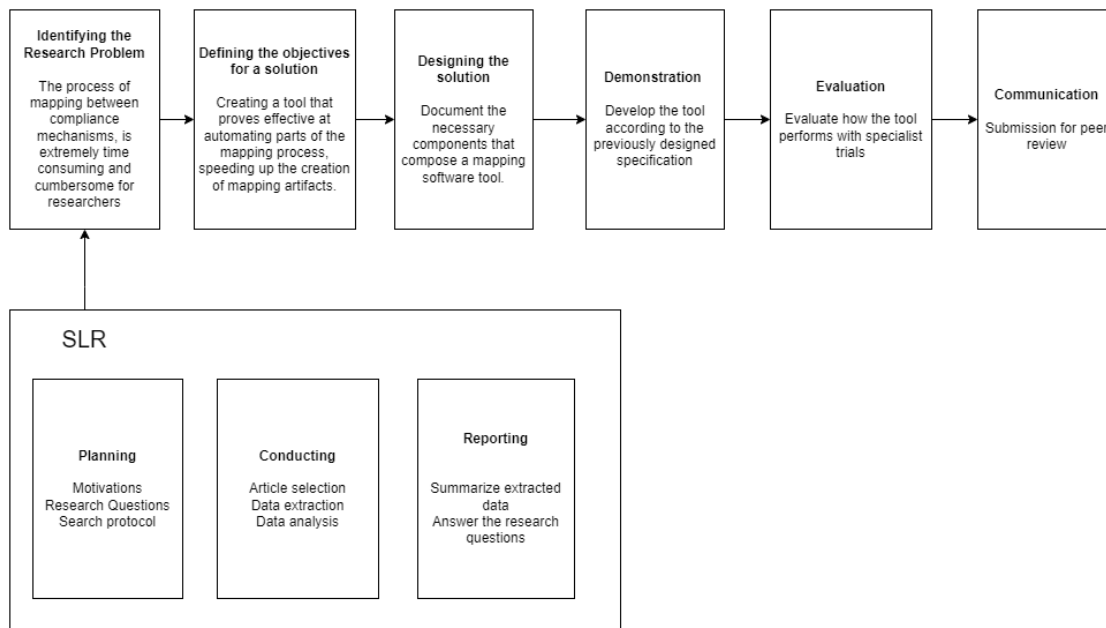 Identifying the
Research Problem
The process of
mapping between
compliance
mechanisms, is
extremely time
consuming and
cumbersome for
researchers
Defining the objectives
for a solution
Creating a tool that
proves effective at
automating parts of the
mapping process,
speeding up the creation
of mapping artifacts.
Designing the
solution
Document the
necessary
components that
compose a mapping
software tool.
Demonstration
Develop the tool
according to the
previously designed
specification
Evaluation
Evaluate how the tool
performs with specialist
trials
Communication
Submission for peer
review
SLR
Planning
Motivations
Research Questions
Search protocol
Conducting
Article selection
Data extraction
Data analysis
Reporting
Summarize extracted
data
Answer the research
questions